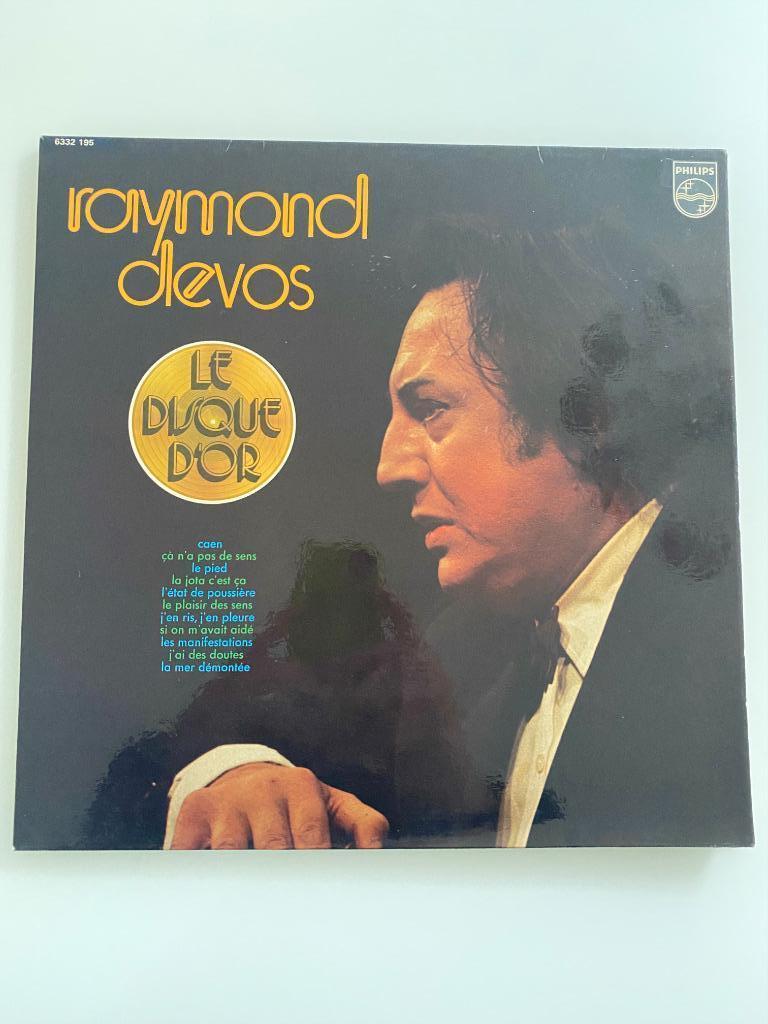 6332 195
PHILIPS
raymond
devos
LE
DISQUE
D'OR
caen
çà n'a pas de sens
le pied
la jota c'est ça
l'état de poussière
le plaisir des sens
j'en ris, j'en pleure
si on m'avait aidé
les manifestations
j'ai des doutes
la mer démontée